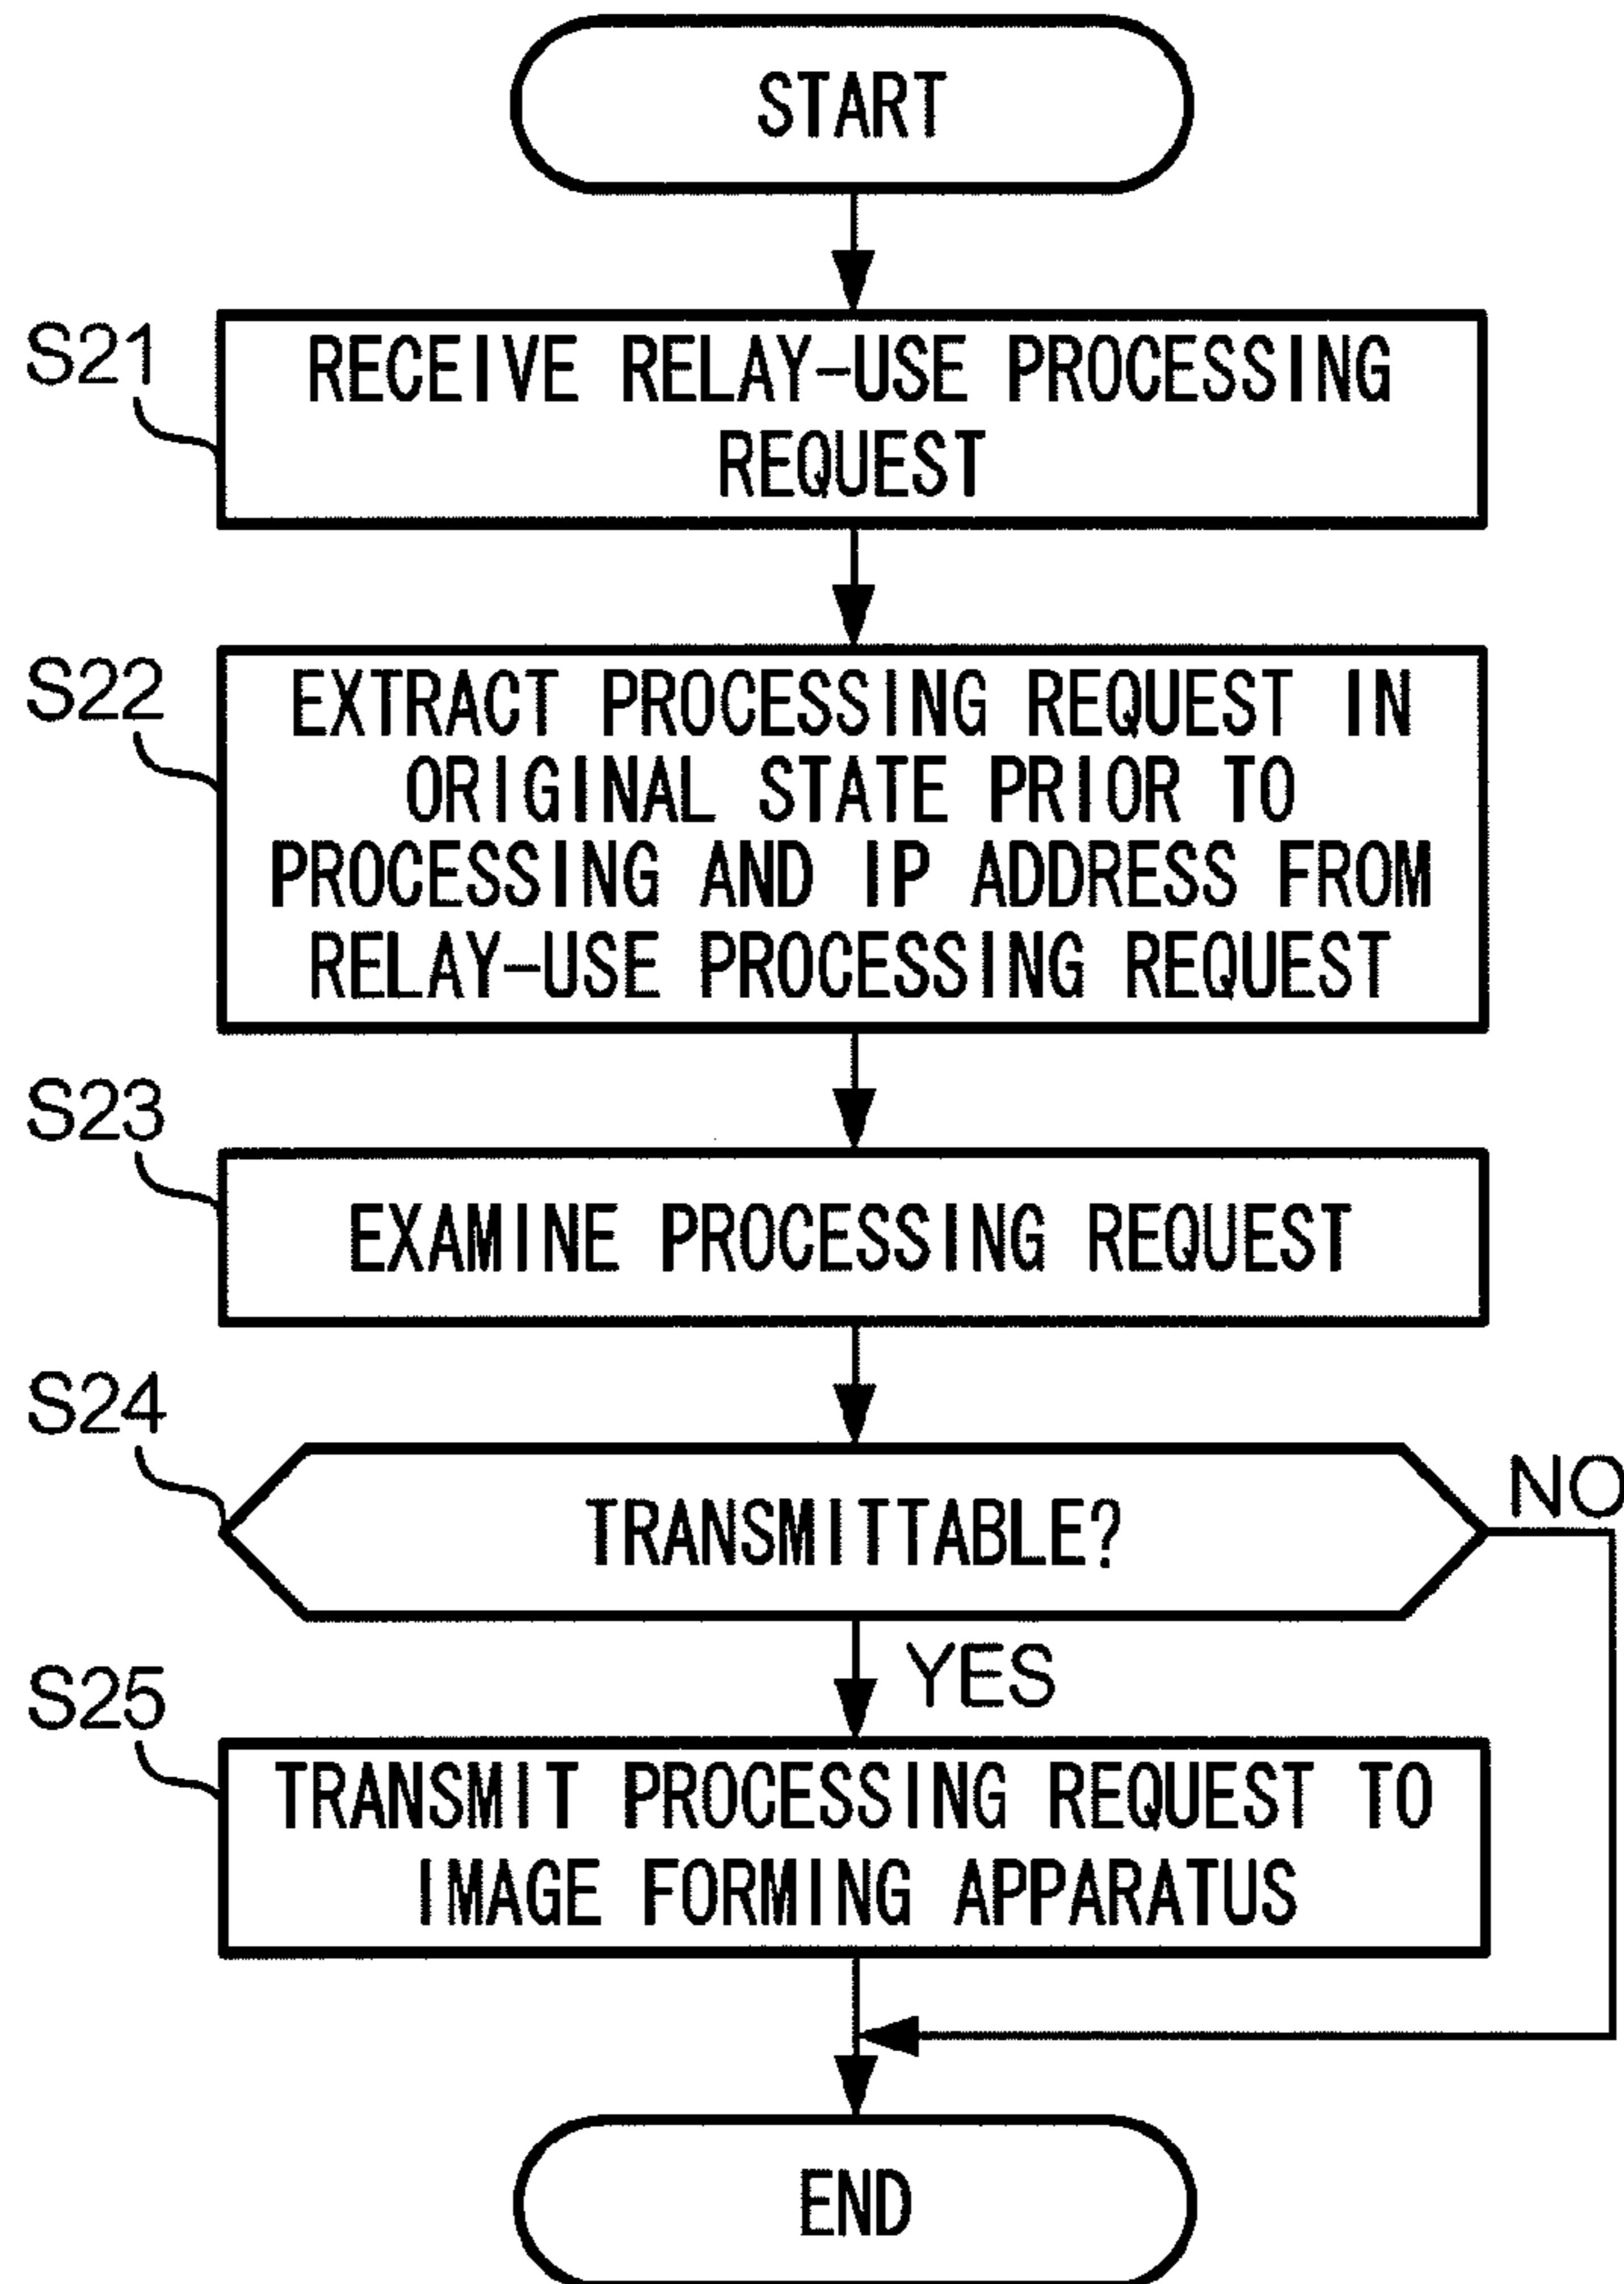 START
S21
RECEIVE RELAY-USE PROCESSING
REQUEST
S22
EXTRACT PROCESSING REQUEST IN
ORIGINAL STATE PRIOR TO
PROCESSING AND IP ADDRESS FROM
RELAY-USE PROCESSING REQUEST
S23
EXAMINE PROCESSING REQUEST
S24
TRANSMITTABLE?
NO
YES
S25
TRANSMIT PROCESSING REQUEST TO
IMAGE FORMING APPARATUS
END